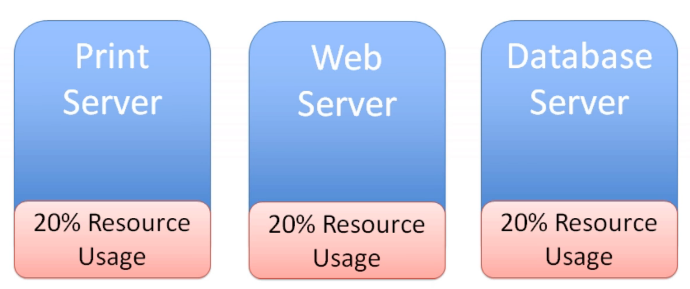 Print
Server
20% Resource
Usage
Web
Server
20% Resource
Usage
Database
Server
20% Resource
Usage